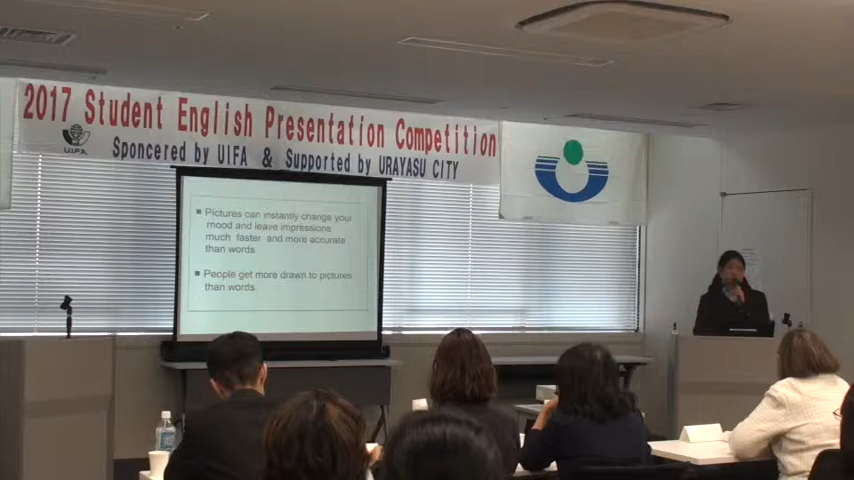 2017 Student English Presentation Competition
U.I.F.A.
Sponcered by UIFA & Supported by URAYASU CITY
Pictures can instantly change your
mood and leave impressions
much faster and more accurate
than words.
People get more drawn to pictures
than words.